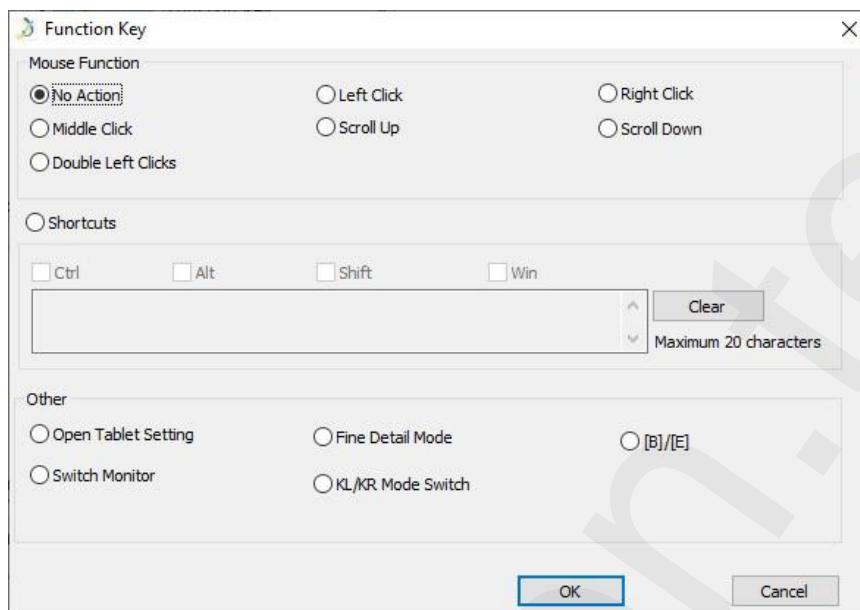 Function Key
Mouse Function
No Action Left Click Right Click
Middle Click Scroll Up Scroll Down
Double Left Clicks
Shortcuts
Ctrl Alt Shift Win
Clear
Maximum 20 characters
Other
Open Tablet Setting Fine Detail Mode [B]/[E]
Switch Monitor KL/KR Mode Switch
OK Cancel